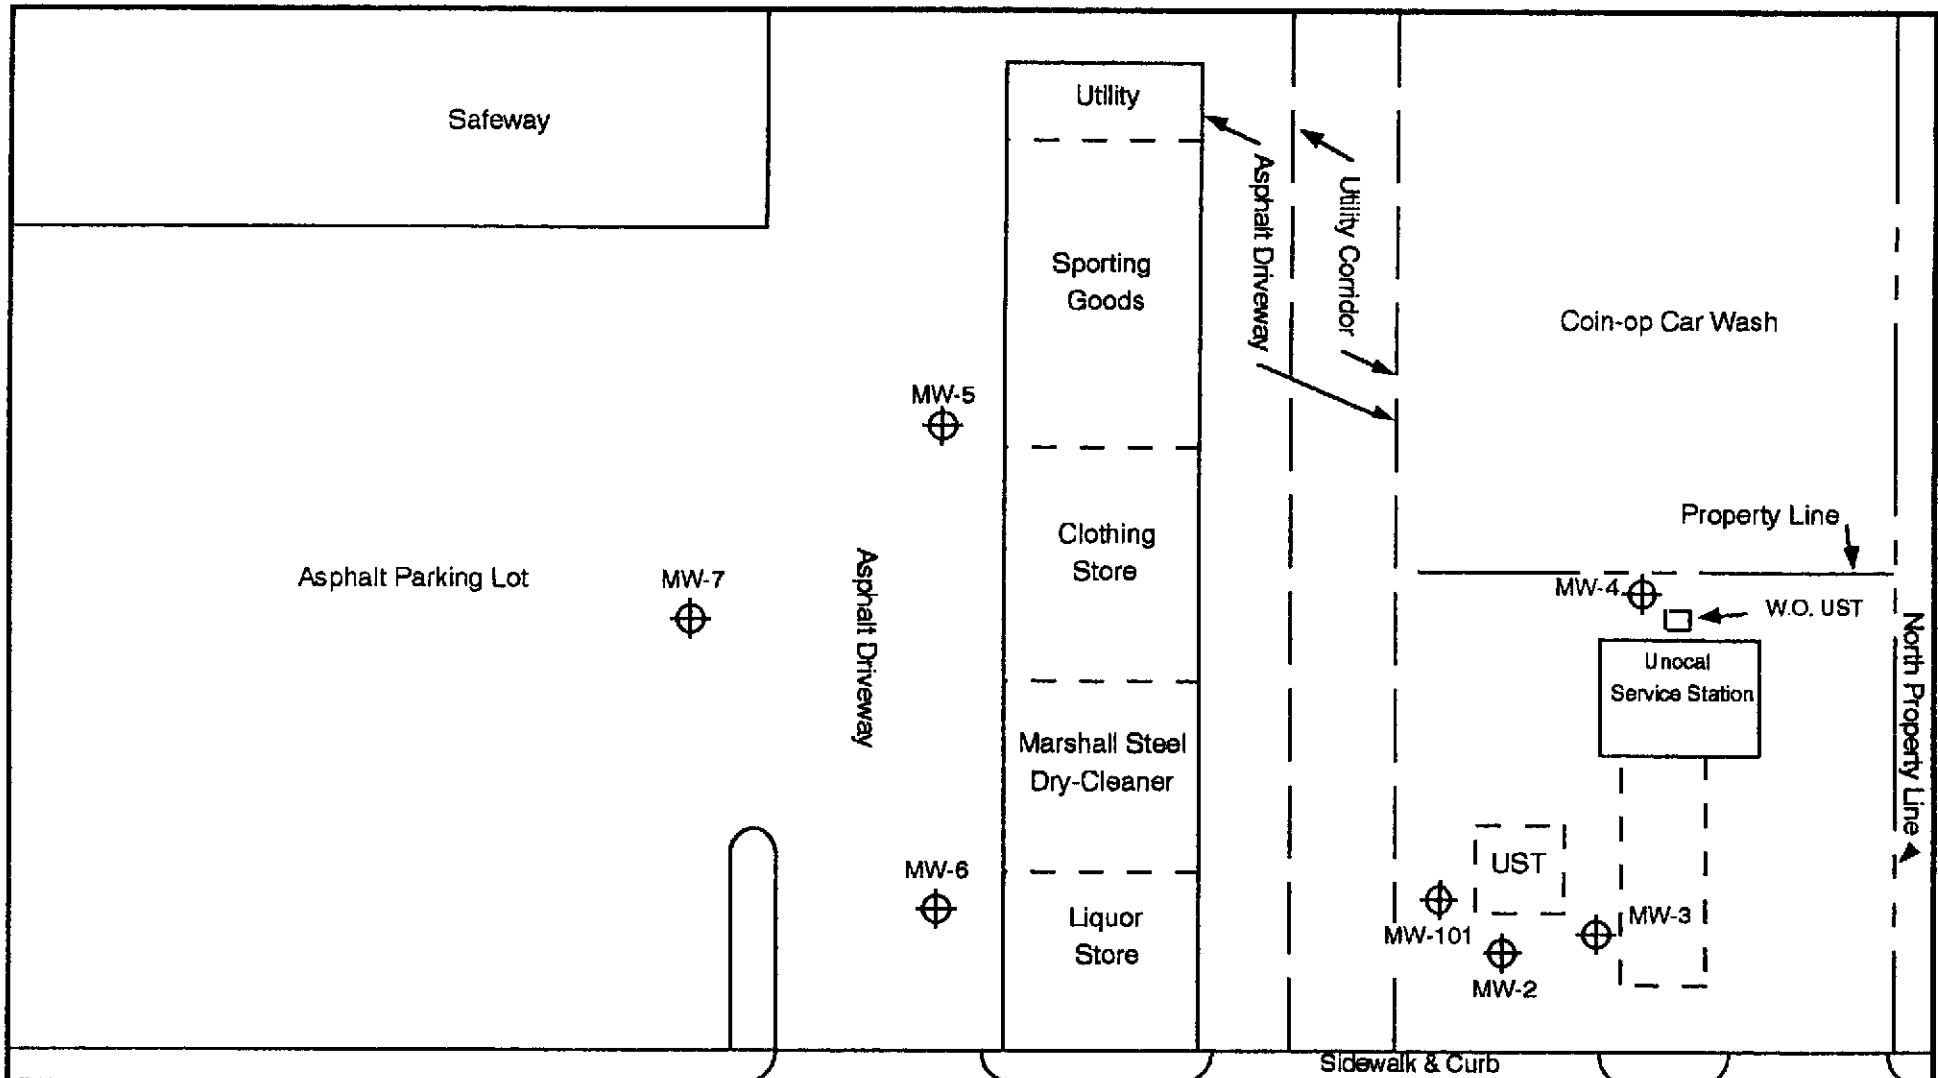 Safeway
Utility
Asphalt Driveway
Utility Corridor
Sporting
Goods
Coin-op Car Wash
MW-5
Property Line
Clothing
Store
Asphalt Parking Lot
MW-7
Asphalt Driveway
MW-4
W.O. UST
North Property Line
Unocal
Service Station
Marshall Steel
Dry-Cleaner
UST
MW-6
Liquor
Store
MW-101
MW-3
MW-2
Sidewalk & Curb